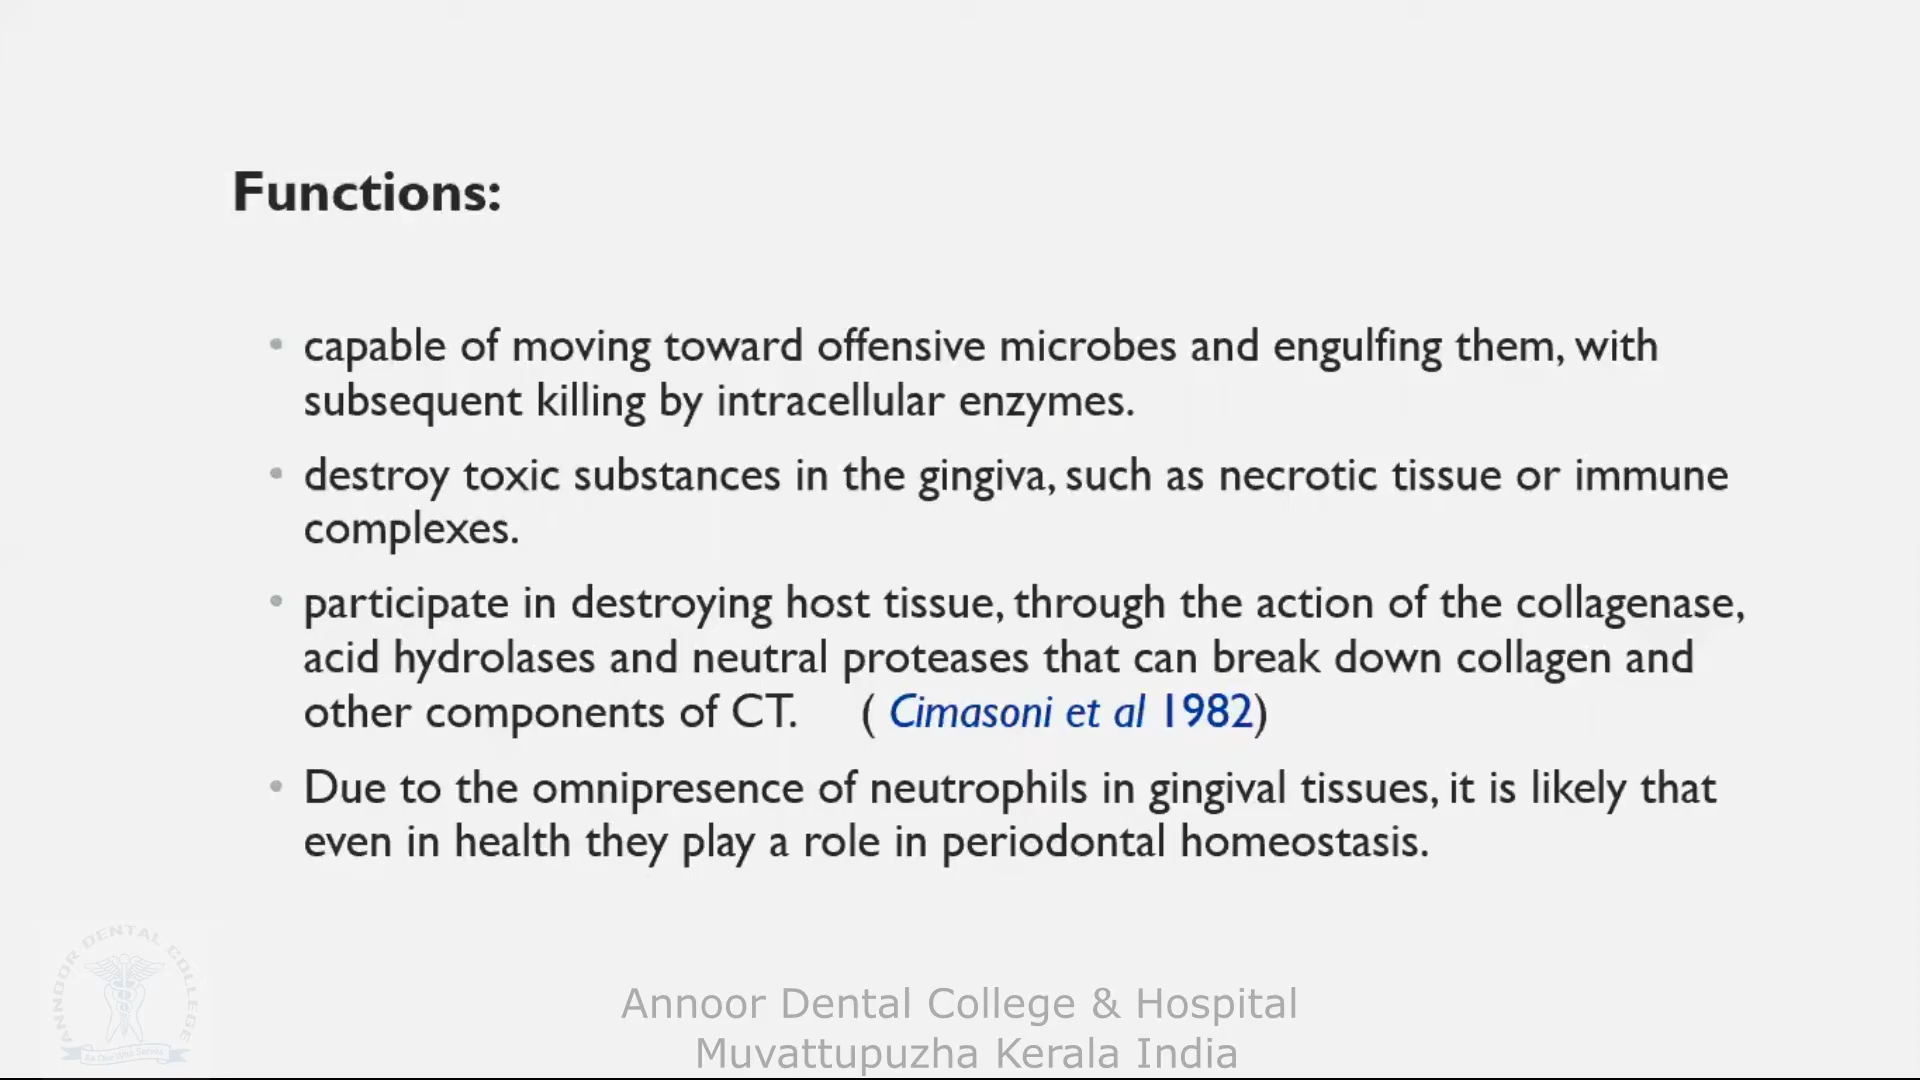 Functions:
capable of moving toward offensive microbes and engulfing them, with
subsequent killing by intracellular enzymes.
destroy toxic substances in the gingiva, such as necrotic tissue or immune
complexes.
participate in destroying host tissue, through the action of the collagenase,
acid hydrolases and neutral proteases that can break down collagen and
other components of CT. ( Cimasoni et al 1982)
Due to the omnipresence of neutrophils in gingival tissues, it is likely that
even in health they play a role in periodontal homeostasis.
ANNOOR DENTAL COLLEGE
Annoor Dental College & Hospital
Muvattupuzha Kerala India